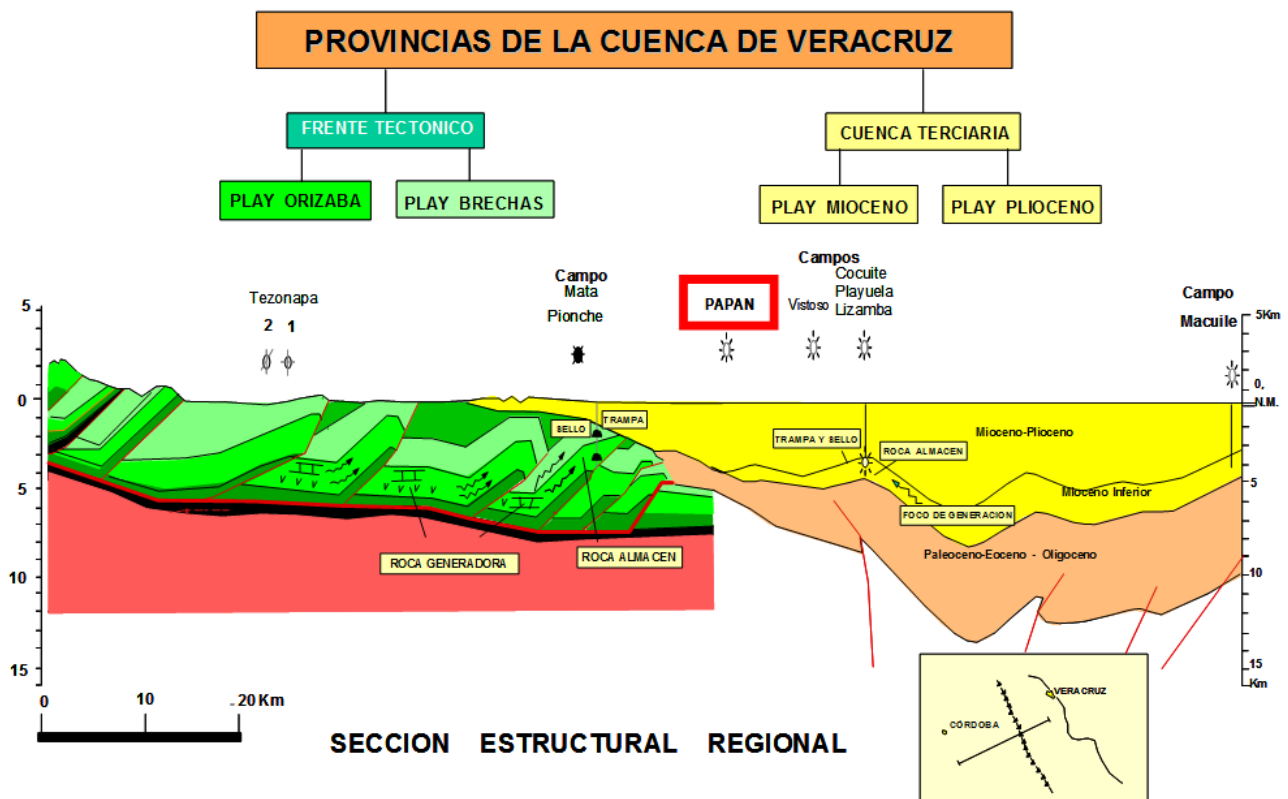 PROVINCIAS DE LA CUENCA DE VERACRUZ
FRENTE TECTONICO
CUENCA TERCIARIA
PLAY ORIZABA
PLAY BRECHAS
PLAY MIOCENO
PLAY PLIOCENO
Tezonapa
2 1
Campo
Mata
Pionche
PAPAN
Campos
Vistoso
Cocuite
Playuela
Lizamba
Campo
Macuile
5
0
5
10
15
5Km
0,
N.M.
5
10
15
Km
SELLO
TRAMPA
TRAMPA Y SELLO
ROCA ALMACEN
Mioceno-Plioceno
Mioceno Inferior
FOCO DE GENERACION
Paleoceno-Eoceno - Oligoceno
ROCA GENERADORA
ROCA ALMACEN
0 10 20 Km
SECCION ESTRUCTURAL REGIONAL
VERACRUZ
CÓRDOBA